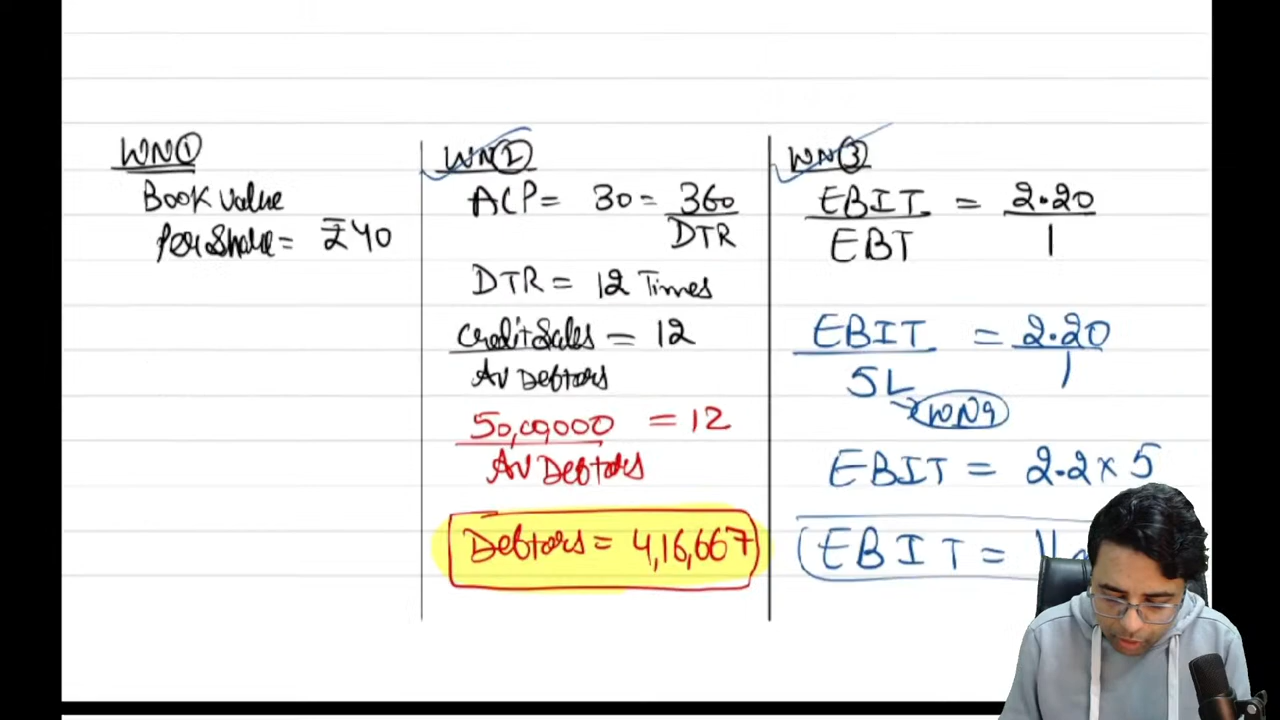 WN①
Book Value
Per Share = ₹40
WN②
ACP = 30 = 360
DTR
DTR = 12 Times
Credit Sales = 12
Av Debtors
50,00,000 = 12
Av Debtors
Debtors = 4,16,667
WN③
EBIT = 2.20
EBT 1
EBIT = 2.20
5L 1
WN9
EBIT = 2.2 × 5
EBIT = 11